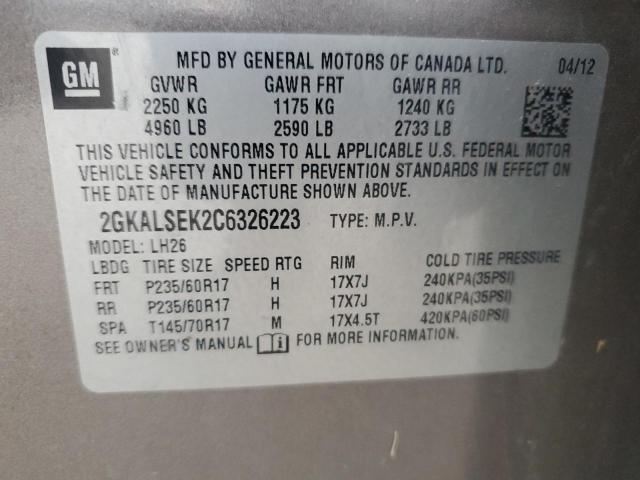 GM ® MFD BY GENERAL MOTORS OF CANADA LTD. 04/12
GVWR GAWR FRT GAWR RR
2250 KG 1175 KG 1240 KG
4960 LB 2590 LB 2733 LB
THIS VEHICLE CONFORMS TO ALL APPLICABLE U.S. FEDERAL MOTOR
VEHICLE SAFETY AND THEFT PREVENTION STANDARDS IN EFFECT ON
THE DATE OF MANUFACTURE SHOWN ABOVE.
2GKALSEK2C6326223 TYPE: M.P.V.
MODEL: LH26
LBDG TIRE SIZE SPEED RTG RIM COLD TIRE PRESSURE
FRT P235/60R17 H 17X7J 240KPA(35PSI)
RR P235/60R17 H 17X7J 240KPA(35PSI)
SPA T145/70R17 M 17X4.5T 420KPA(60PSI)
SEE OWNER'S MANUAL i FOR MORE INFORMATION.